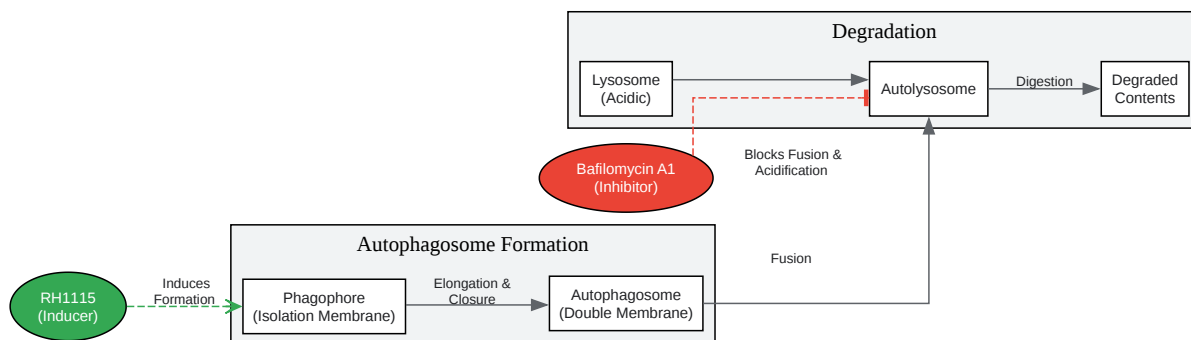 Degradation
Lysosome
(Acidic)
Autolysosome
Digestion
Degraded
Contents
Bafilomycin A1
(Inhibitor)
Blocks Fusion &
Acidification
Autophagosome Formation
Fusion
RH1115
(Inducer)
Induces
Formation
Phagophore
(Isolation Membrane)
Elongation &
Closure
Autophagosome
(Double Membrane)